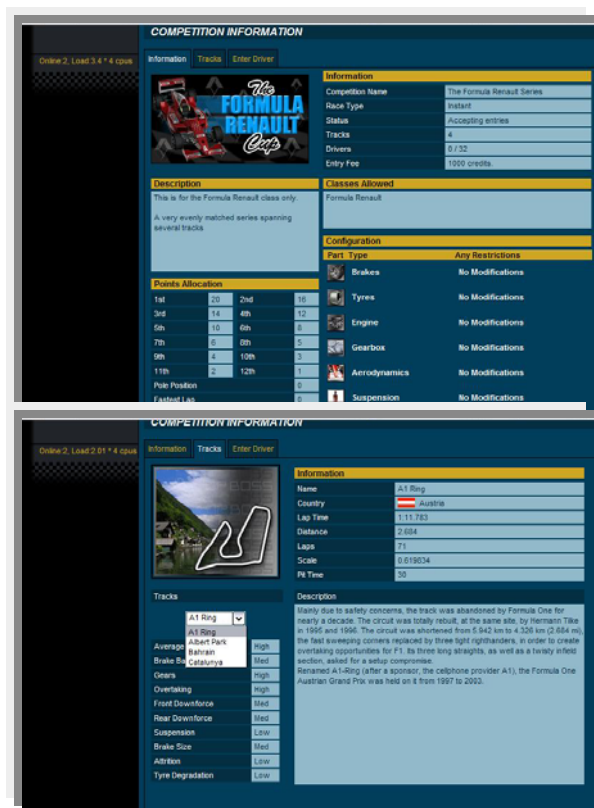 COMPETITION INFORMATION
Online:2, Load:3.4 * 4 cpus
Information Tracks Enter Driver
The
FORMULA
RENAULT
Cup
Information
Competition Name The Formula Renault Series
Race Type Instant
Status Accepting entries
Tracks 4
Drivers 0 / 32
Entry Fee 1000 credits.
Description
This is for the Formula Renault class only.
A very evenly matched series spanning
several tracks
Classes Allowed
Formula Renault
Configuration
Part Type Any Restrictions
Brakes No Modifications
Tyres No Modifications
Engine No Modifications
Gearbox No Modifications
Aerodynamics No Modifications
Suspension No Modifications
Points Allocation
1st 20 2nd 16
3rd 14 4th 12
5th 10 6th 8
7th 6 8th 5
9th 4 10th 3
11th 2 12th 1
Pole Position 0
Fastest Lap 0
COMPETITION INFORMATION
Online:2, Load:2.01 * 4 cpus
Information Tracks Enter Driver
Information
Name A1 Ring
Country Austria
Lap Time 1:11.783
Distance 2.684
Laps 71
Scale 0.619834
Pit Time 30
Tracks
A1 Ring
A1 Ring
Albert Park
Bahrain
Catalunya
Average High
Brake Ba Med
Gears High
Overtaking High
Front Downforce Med
Rear Downforce Med
Suspension Low
Brake Size Med
Attrition Low
Tyre Degradation Low
Description
Mainly due to safety concerns, the track was abandoned by Formula One for
nearly a decade. The circuit was totally rebuilt, at the same site, by Hermann Tilke
in 1995 and 1996. The circuit was shortened from 5.942 km to 4.326 km (2.684 mi),
the fast sweeping corners replaced by three tight righthanders, in order to create
overtaking opportunities for F1. Its three long straights, as well as a twisty infield
section, asked for a setup compromise.
Renamed A1-Ring (after a sponsor, the cellphone provider A1), the Formula One
Austrian Grand Prix was held on it from 1997 to 2003.